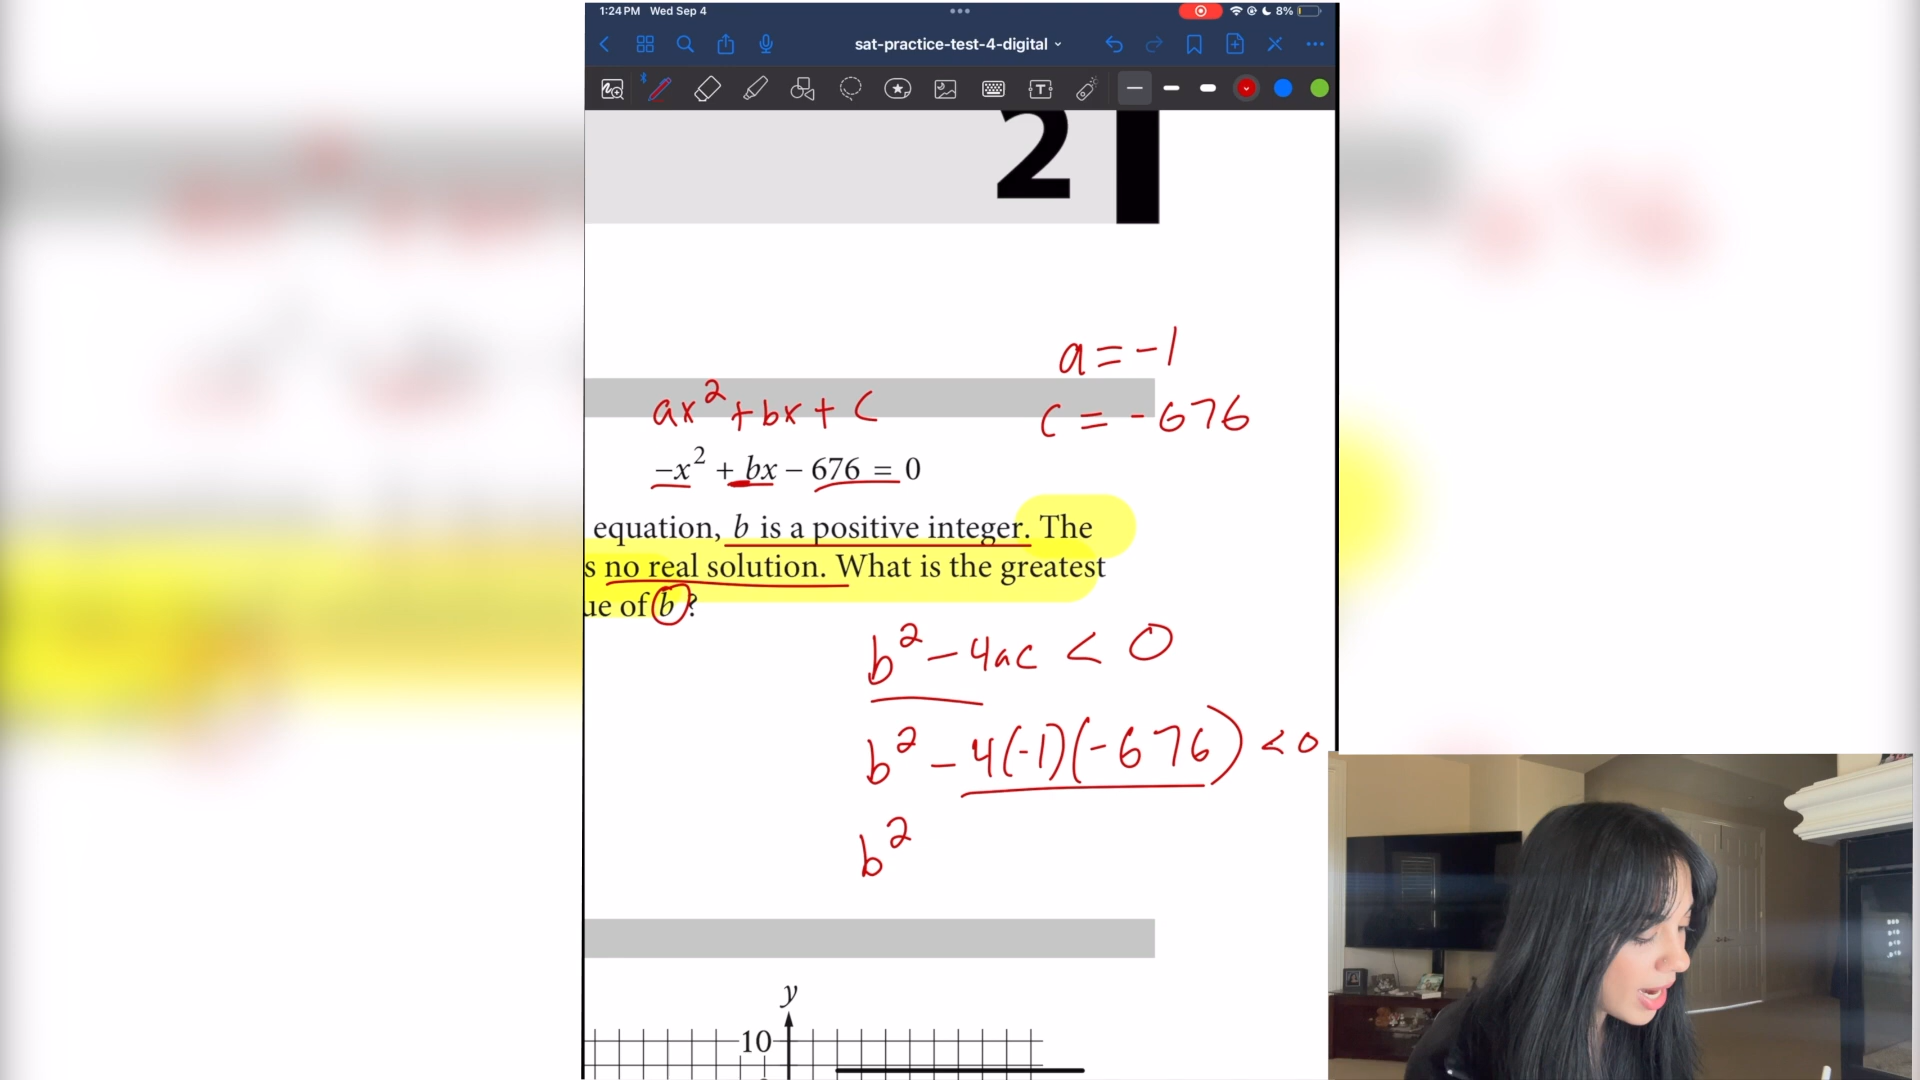 1:24 PM Wed Sep 4
8%
sat-practice-test-4-digital
T
2
a = -1
ax² + bx + c
c = -676
−x² + bx − 676 = 0
equation, b is a positive integer. The
s no real solution. What is the greatest
ue of b ?
b² - 4ac < 0
b² - 4(-1)(-676) < 0
b²
y
10